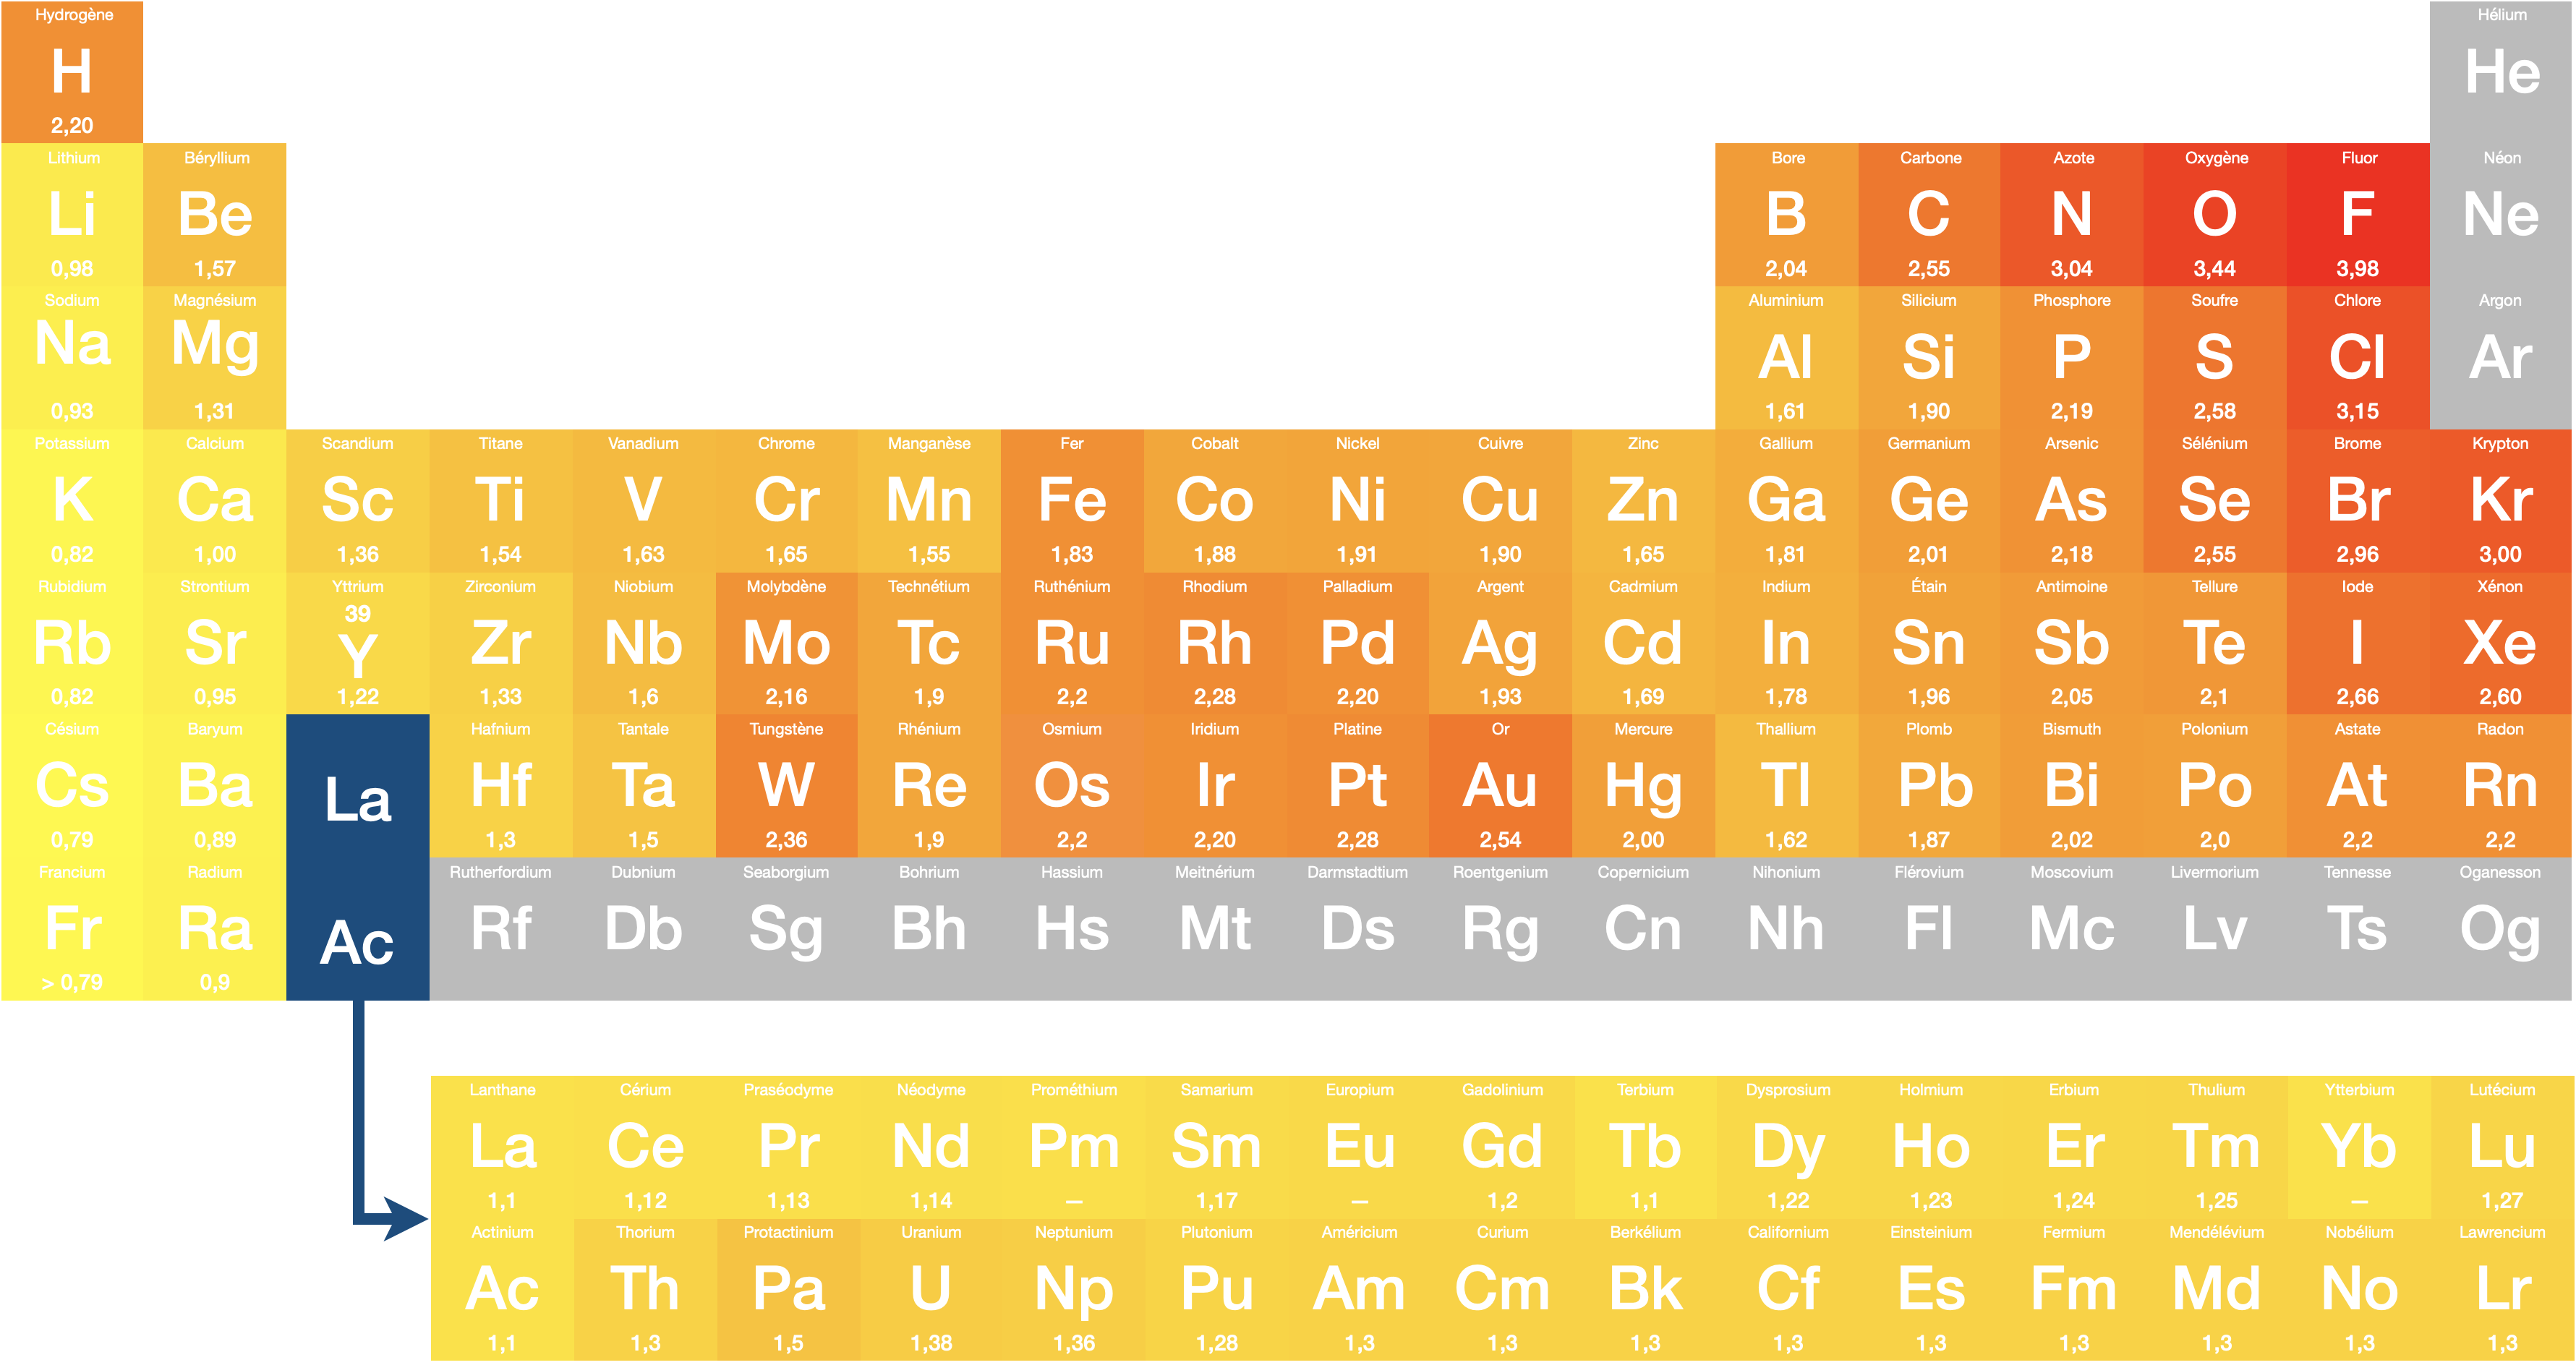 Hydrogène Hélium
H He
2,20
Lithium Béryllium Bore Carbone Azote Oxygène Fluor Néon
Li Be B C N O F Ne
0,98 1,57 2,04 2,55 3,04 3,44 3,98
Sodium Magnésium Aluminium Silicium Phosphore Soufre Chlore Argon
Na Mg Al Si P S Cl Ar
0,93 1,31 1,61 1,90 2,19 2,58 3,15
Potassium Calcium Scandium Titane Vanadium Chrome Manganèse Fer Cobalt Nickel Cuivre Zinc Gallium Germanium Arsenic Sélénium Brome Krypton
K Ca Sc Ti V Cr Mn Fe Co Ni Cu Zn Ga Ge As Se Br Kr
0,82 1,00 1,36 1,54 1,63 1,65 1,55 1,83 1,88 1,91 1,90 1,65 1,81 2,01 2,18 2,55 2,96 3,00
Rubidium Strontium Yttrium Zirconium Niobium Molybdène Technétium Ruthénium Rhodium Palladium Argent Cadmium Indium Étain Antimoine Tellure Iode Xénon
39
Rb Sr Y Zr Nb Mo Tc Ru Rh Pd Ag Cd In Sn Sb Te I Xe
0,82 0,95 1,22 1,33 1,6 2,16 1,9 2,2 2,28 2,20 1,93 1,69 1,78 1,96 2,05 2,1 2,66 2,60
Césium Baryum Hafnium Tantale Tungstène Rhénium Osmium Iridium Platine Or Mercure Thallium Plomb Bismuth Polonium Astate Radon
Cs Ba La Hf Ta W Re Os Ir Pt Au Hg Tl Pb Bi Po At Rn
0,79 0,89 1,3 1,5 2,36 1,9 2,2 2,20 2,28 2,54 2,00 1,62 1,87 2,02 2,0 2,2 2,2
Francium Radium Rutherfordium Dubnium Seaborgium Bohrium Hassium Meitnérium Darmstadtium Roentgenium Copernicium Nihonium Flérovium Moscovium Livermorium Tennesse Oganesson
Fr Ra Ac Rf Db Sg Bh Hs Mt Ds Rg Cn Nh Fl Mc Lv Ts Og
> 0,79 0,9
Lanthane Cérium Praséodyme Néodyme Prométhium Samarium Europium Gadolinium Terbium Dysprosium Holmium Erbium Thulium Ytterbium Lutécium
La Ce Pr Nd Pm Sm Eu Gd Tb Dy Ho Er Tm Yb Lu
1,1 1,12 1,13 1,14 — 1,17 — 1,2 1,1 1,22 1,23 1,24 1,25 — 1,27
Actinium Thorium Protactinium Uranium Neptunium Plutonium Américium Curium Berkélium Californium Einsteinium Fermium Mendélévium Nobélium Lawrencium
Ac Th Pa U Np Pu Am Cm Bk Cf Es Fm Md No Lr
1,1 1,3 1,5 1,38 1,36 1,28 1,3 1,3 1,3 1,3 1,3 1,3 1,3 1,3 1,3